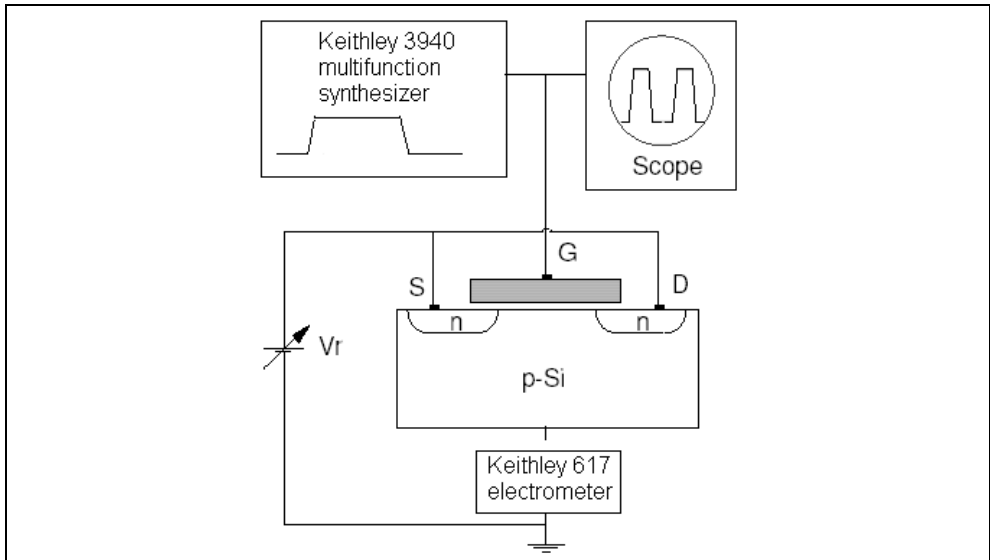 Keithley 3940
multifunction
synthesizer
Scope
G
S
D
n
n
Vr
p-Si
Keithley 617
electrometer